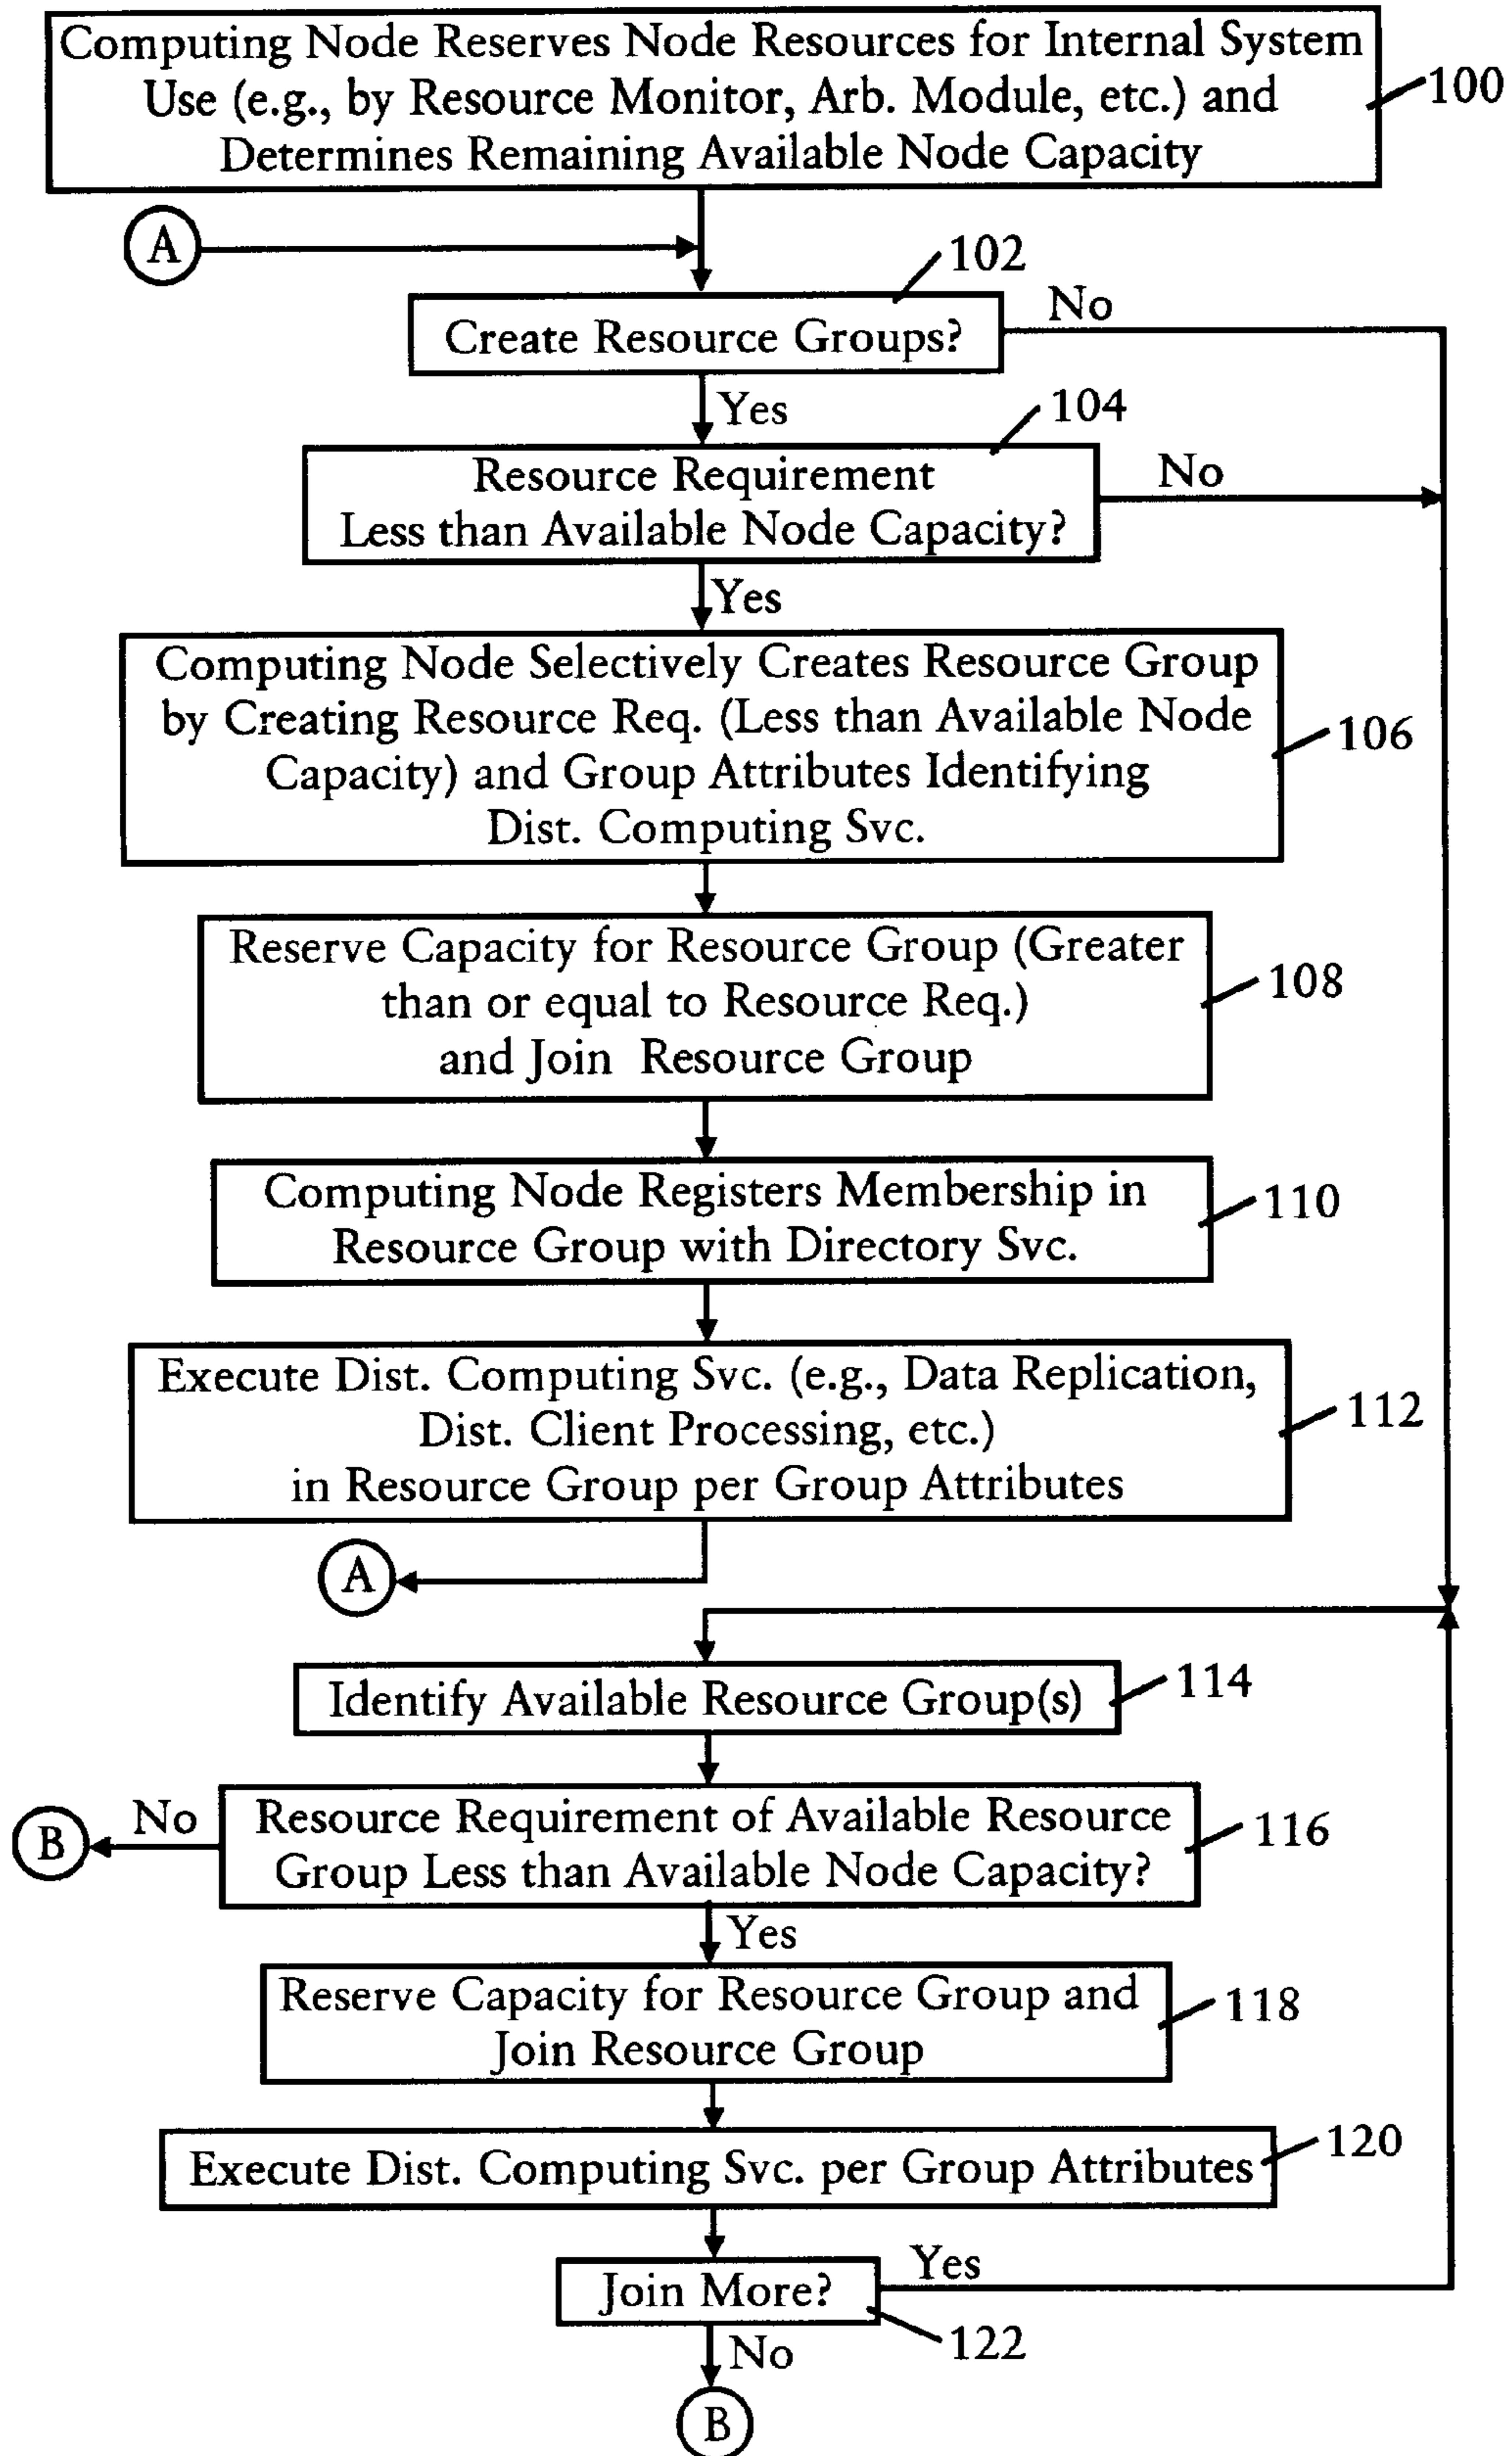 Computing Node Reserves Node Resources for Internal System
Use (e.g., by Resource Monitor, Arb. Module, etc.) and
Determines Remaining Available Node Capacity
100
A
102
Create Resource Groups?
No
Yes
104
Resource Requirement
Less than Available Node Capacity?
No
Yes
Computing Node Selectively Creates Resource Group
by Creating Resource Req. (Less than Available Node
Capacity) and Group Attributes Identifying
Dist. Computing Svc.
106
Reserve Capacity for Resource Group (Greater
than or equal to Resource Req.)
and Join Resource Group
108
Computing Node Registers Membership in
Resource Group with Directory Svc.
110
Execute Dist. Computing Svc. (e.g., Data Replication,
Dist. Client Processing, etc.)
in Resource Group per Group Attributes
112
A
Identify Available Resource Group(s)
114
Resource Requirement of Available Resource
Group Less than Available Node Capacity?
116
No
B
Yes
Reserve Capacity for Resource Group and
Join Resource Group
118
Execute Dist. Computing Svc. per Group Attributes
120
Join More?
Yes
122
No
B